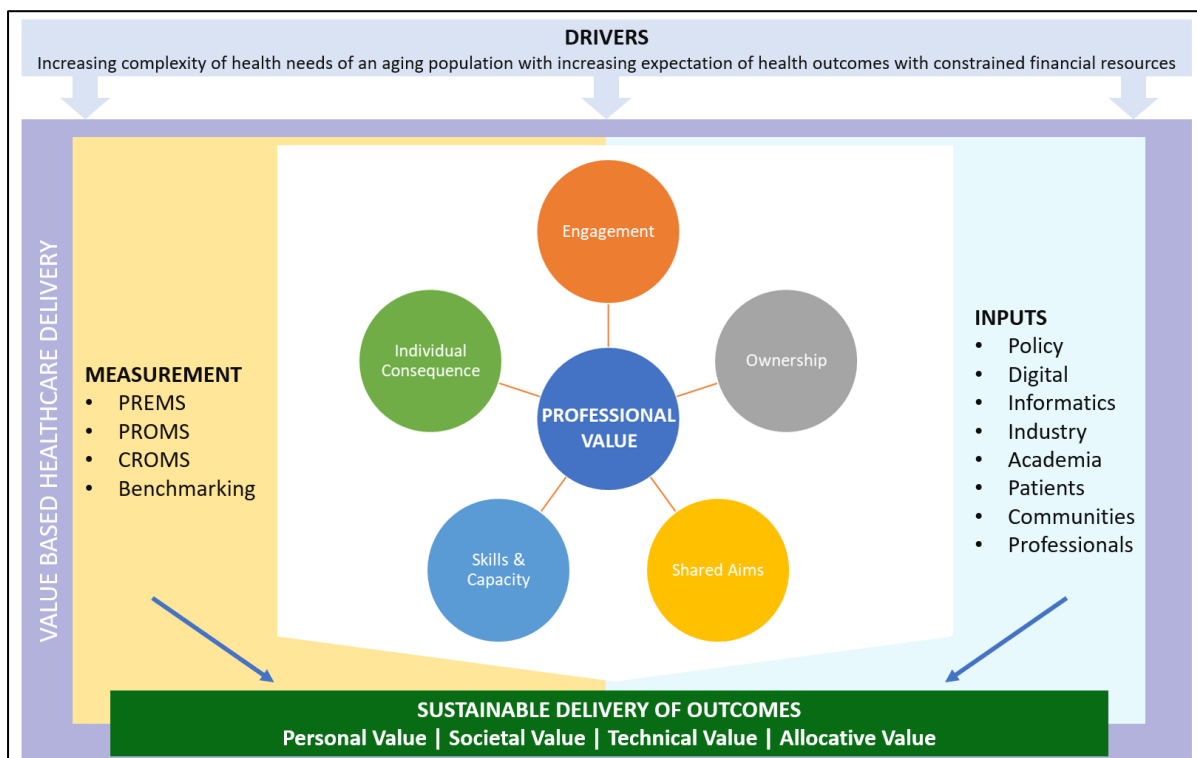 DRIVERS
Increasing complexity of health needs of an aging population with increasing expectation of health outcomes with constrained financial resources
VALUE BASED HEALTHCARE DELIVERY
MEASUREMENT
• PREMS
• PROMS
• CROMS
• Benchmarking
Engagement
Individual
Consequence
Ownership
PROFESSIONAL
VALUE
Skills &
Capacity
Shared Aims
INPUTS
• Policy
• Digital
• Informatics
• Industry
• Academia
• Patients
• Communities
• Professionals
SUSTAINABLE DELIVERY OF OUTCOMES
Personal Value | Societal Value | Technical Value | Allocative Value